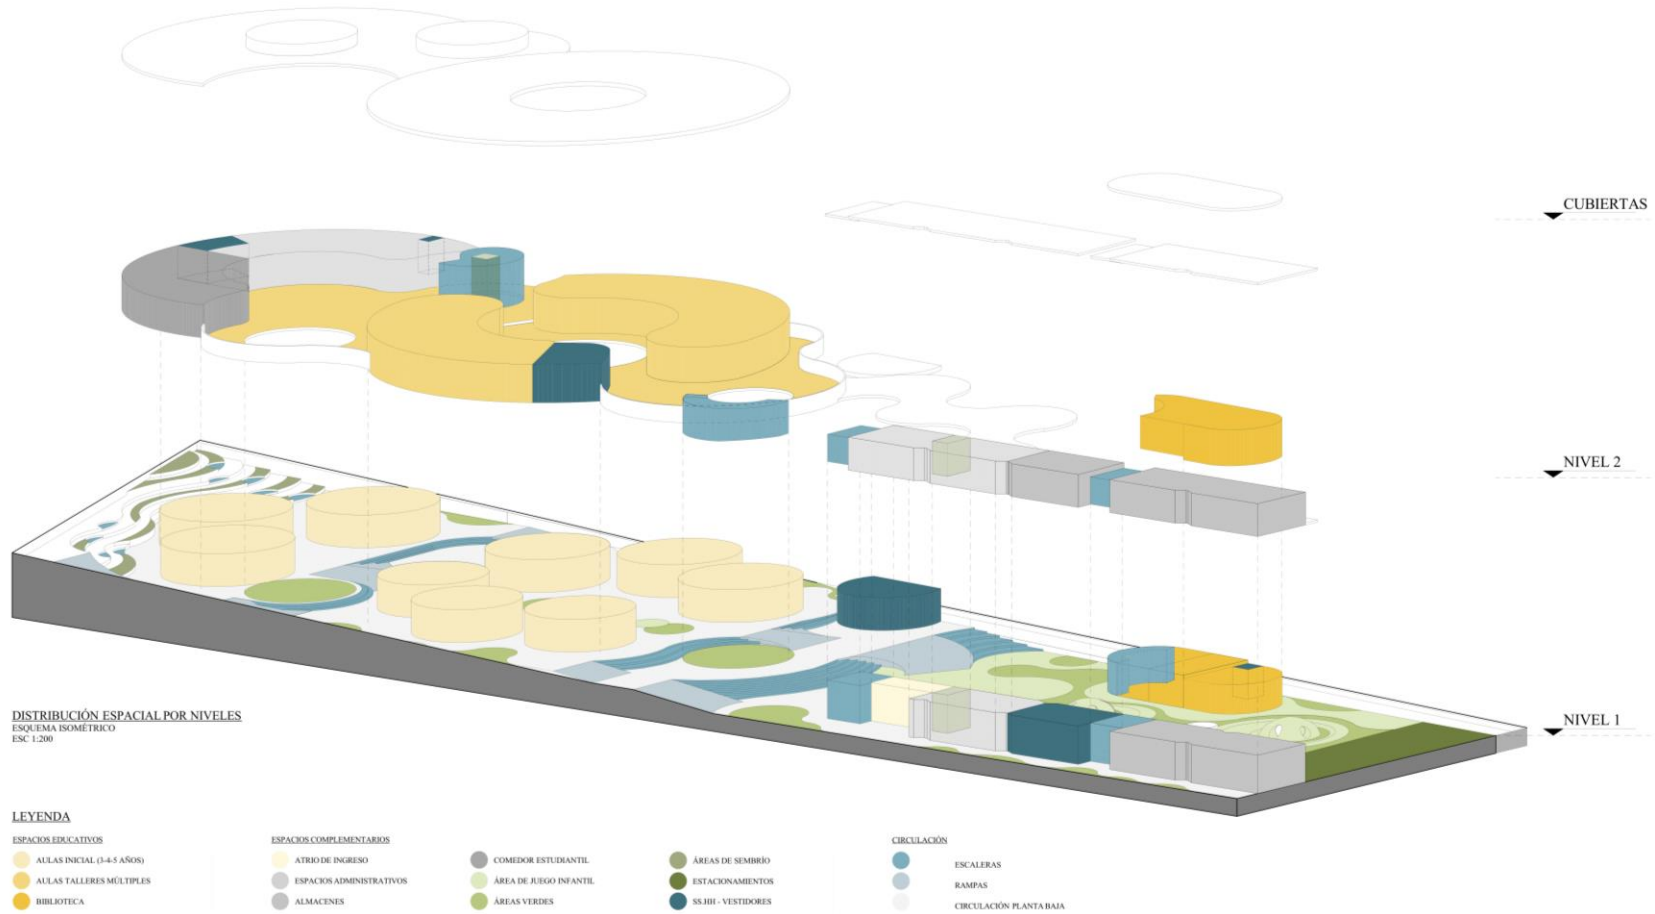 CUBIERTAS
NIVEL 2
NIVEL 1
DISTRIBUCIÓN ESPACIAL POR NIVELES
ESQUEMA ISOMÉTRICO
ESC 1:200
LEYENDA
ESPACIOS EDUCATIVOS
AULAS INICIAL (3-4-5 AÑOS)
AULAS TALLERES MÚLTIPLES
BIBLIOTECA
ESPACIOS COMPLEMENTARIOS
ATRIO DE INGRESO
ESPACIOS ADMINISTRATIVOS
ALMACENES
COMEDOR ESTUDIANTIL
ÁREA DE JUEGO INFANTIL
ÁREAS VERDES
ÁREAS DE SEMBRÍO
ESTACIONAMIENTOS
SS.HH - VESTIDORES
CIRCULACIÓN
ESCALERAS
RAMPAS
CIRCULACIÓN PLANTA BAJA